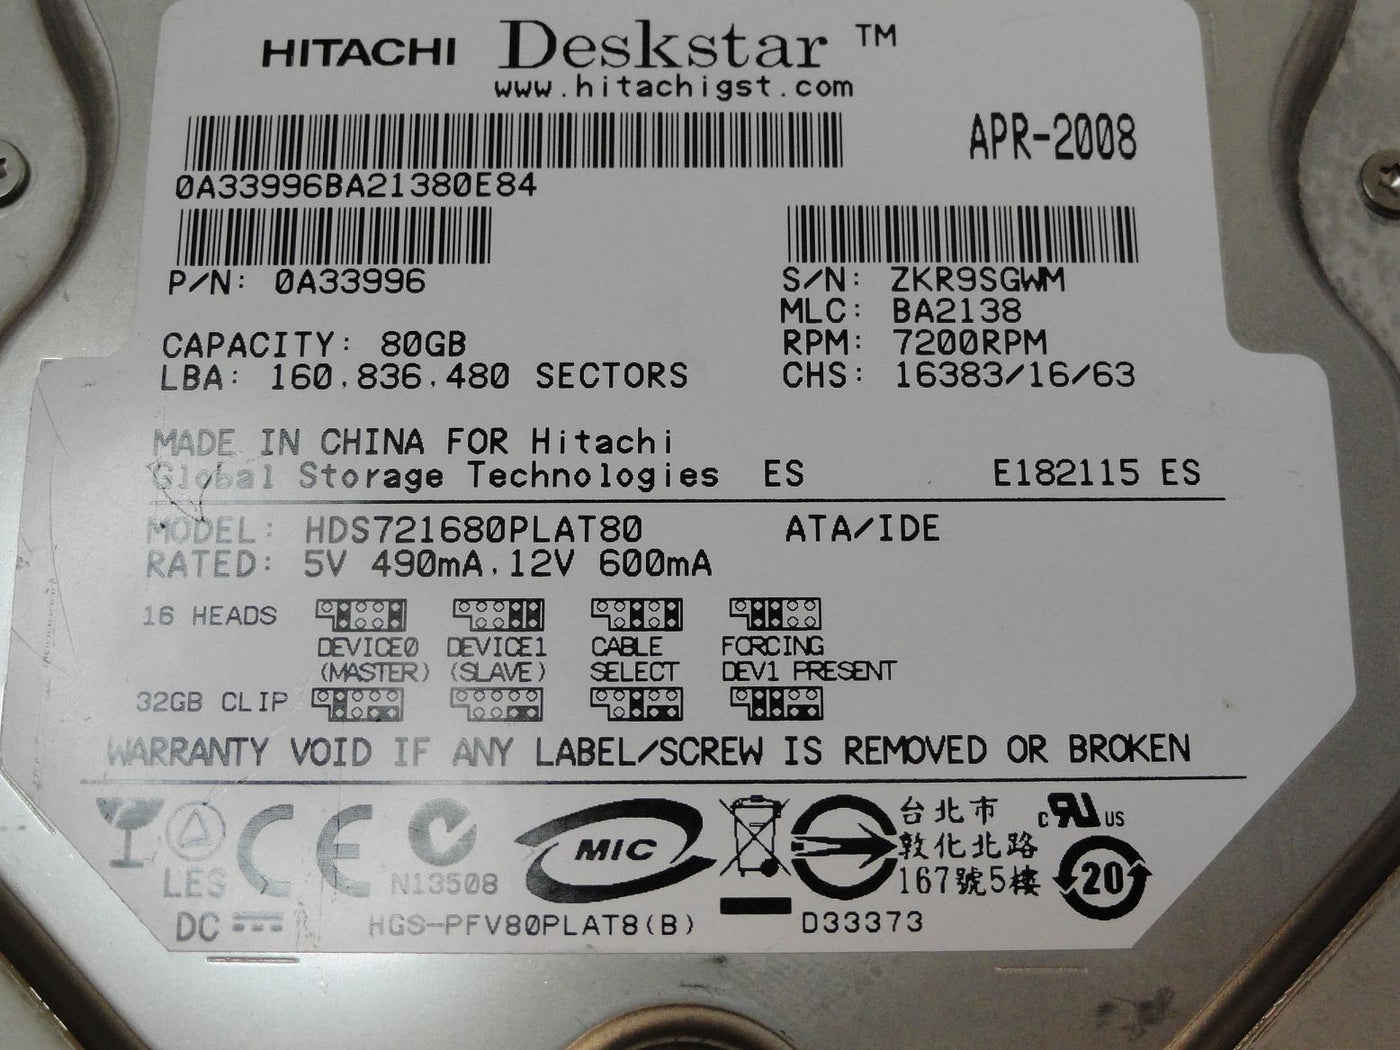 HITACHI Deskstar ™
www.hitachigst.com
APR-2008
0A33996BA21380E84
P/N: 0A33996
S/N: ZKR9SGWM
MLC: BA2138
CAPACITY: 80GB
RPM: 7200RPM
LBA: 160,836,480 SECTORS
CHS: 16383/16/63
MADE IN CHINA FOR Hitachi
Global Storage Technologies ES E182115 ES
MODEL: HDS721680PLAT80 ATA/IDE
RATED: 5V 490mA, 12V 600mA
16 HEADS
DEVICE0 DEVICE1 CABLE FORCING
(MASTER) (SLAVE) SELECT DEV1 PRESENT
32GB CLIP
WARRANTY VOID IF ANY LABEL/SCREW IS REMOVED OR BROKEN
LES
CE
N13508
MIC
台北市
敦化北路
167號5樓
c RU US
20
DC
HGS-PFV80PLAT8(B)
D33373